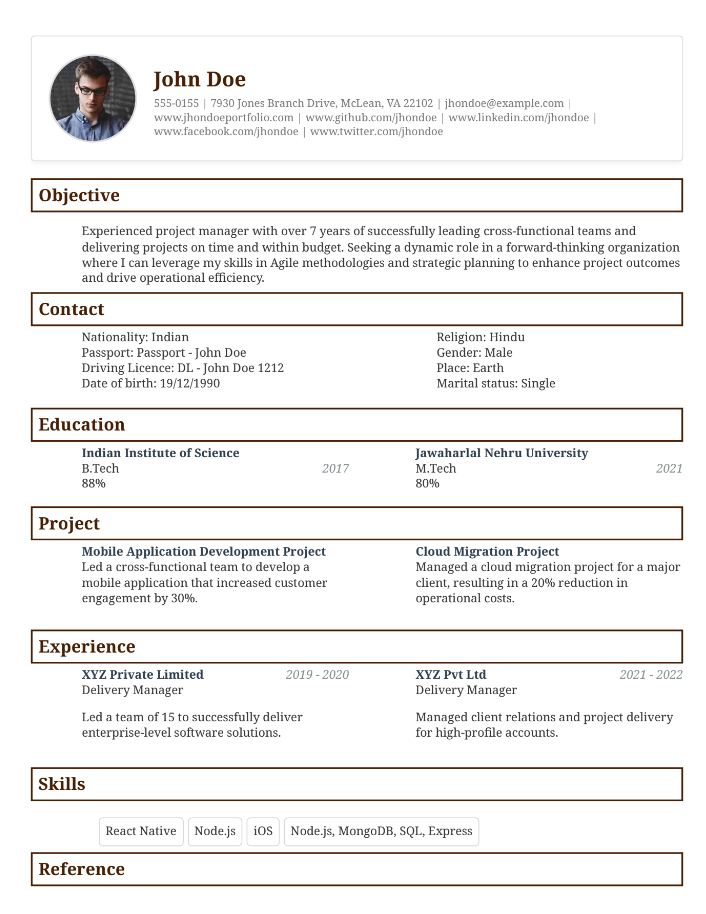 John Doe
555-0155 | 7930 Jones Branch Drive, McLean, VA 22102 | jhondoe@example.com |
www.jhondoeportfolio.com | www.github.com/jhondoe | www.linkedin.com/jhondoe |
www.facebook.com/jhondoe | www.twitter.com/jhondoe
Objective
Experienced project manager with over 7 years of successfully leading cross-functional teams and
delivering projects on time and within budget. Seeking a dynamic role in a forward-thinking organization
where I can leverage my skills in Agile methodologies and strategic planning to enhance project outcomes
and drive operational efficiency.
Contact
Nationality: Indian
Passport: Passport - John Doe
Driving Licence: DL - John Doe 1212
Date of birth: 19/12/1990
Religion: Hindu
Gender: Male
Place: Earth
Marital status: Single
Education
Indian Institute of Science
B.Tech 2017
88%
Jawaharlal Nehru University
M.Tech 2021
80%
Project
Mobile Application Development Project
Led a cross-functional team to develop a
mobile application that increased customer
engagement by 30%.
Cloud Migration Project
Managed a cloud migration project for a major
client, resulting in a 20% reduction in
operational costs.
Experience
XYZ Private Limited 2019 - 2020
Delivery Manager
Led a team of 15 to successfully deliver
enterprise-level software solutions.
XYZ Pvt Ltd 2021 - 2022
Delivery Manager
Managed client relations and project delivery
for high-profile accounts.
Skills
React Native Node.js iOS Node.js, MongoDB, SQL, Express
Reference